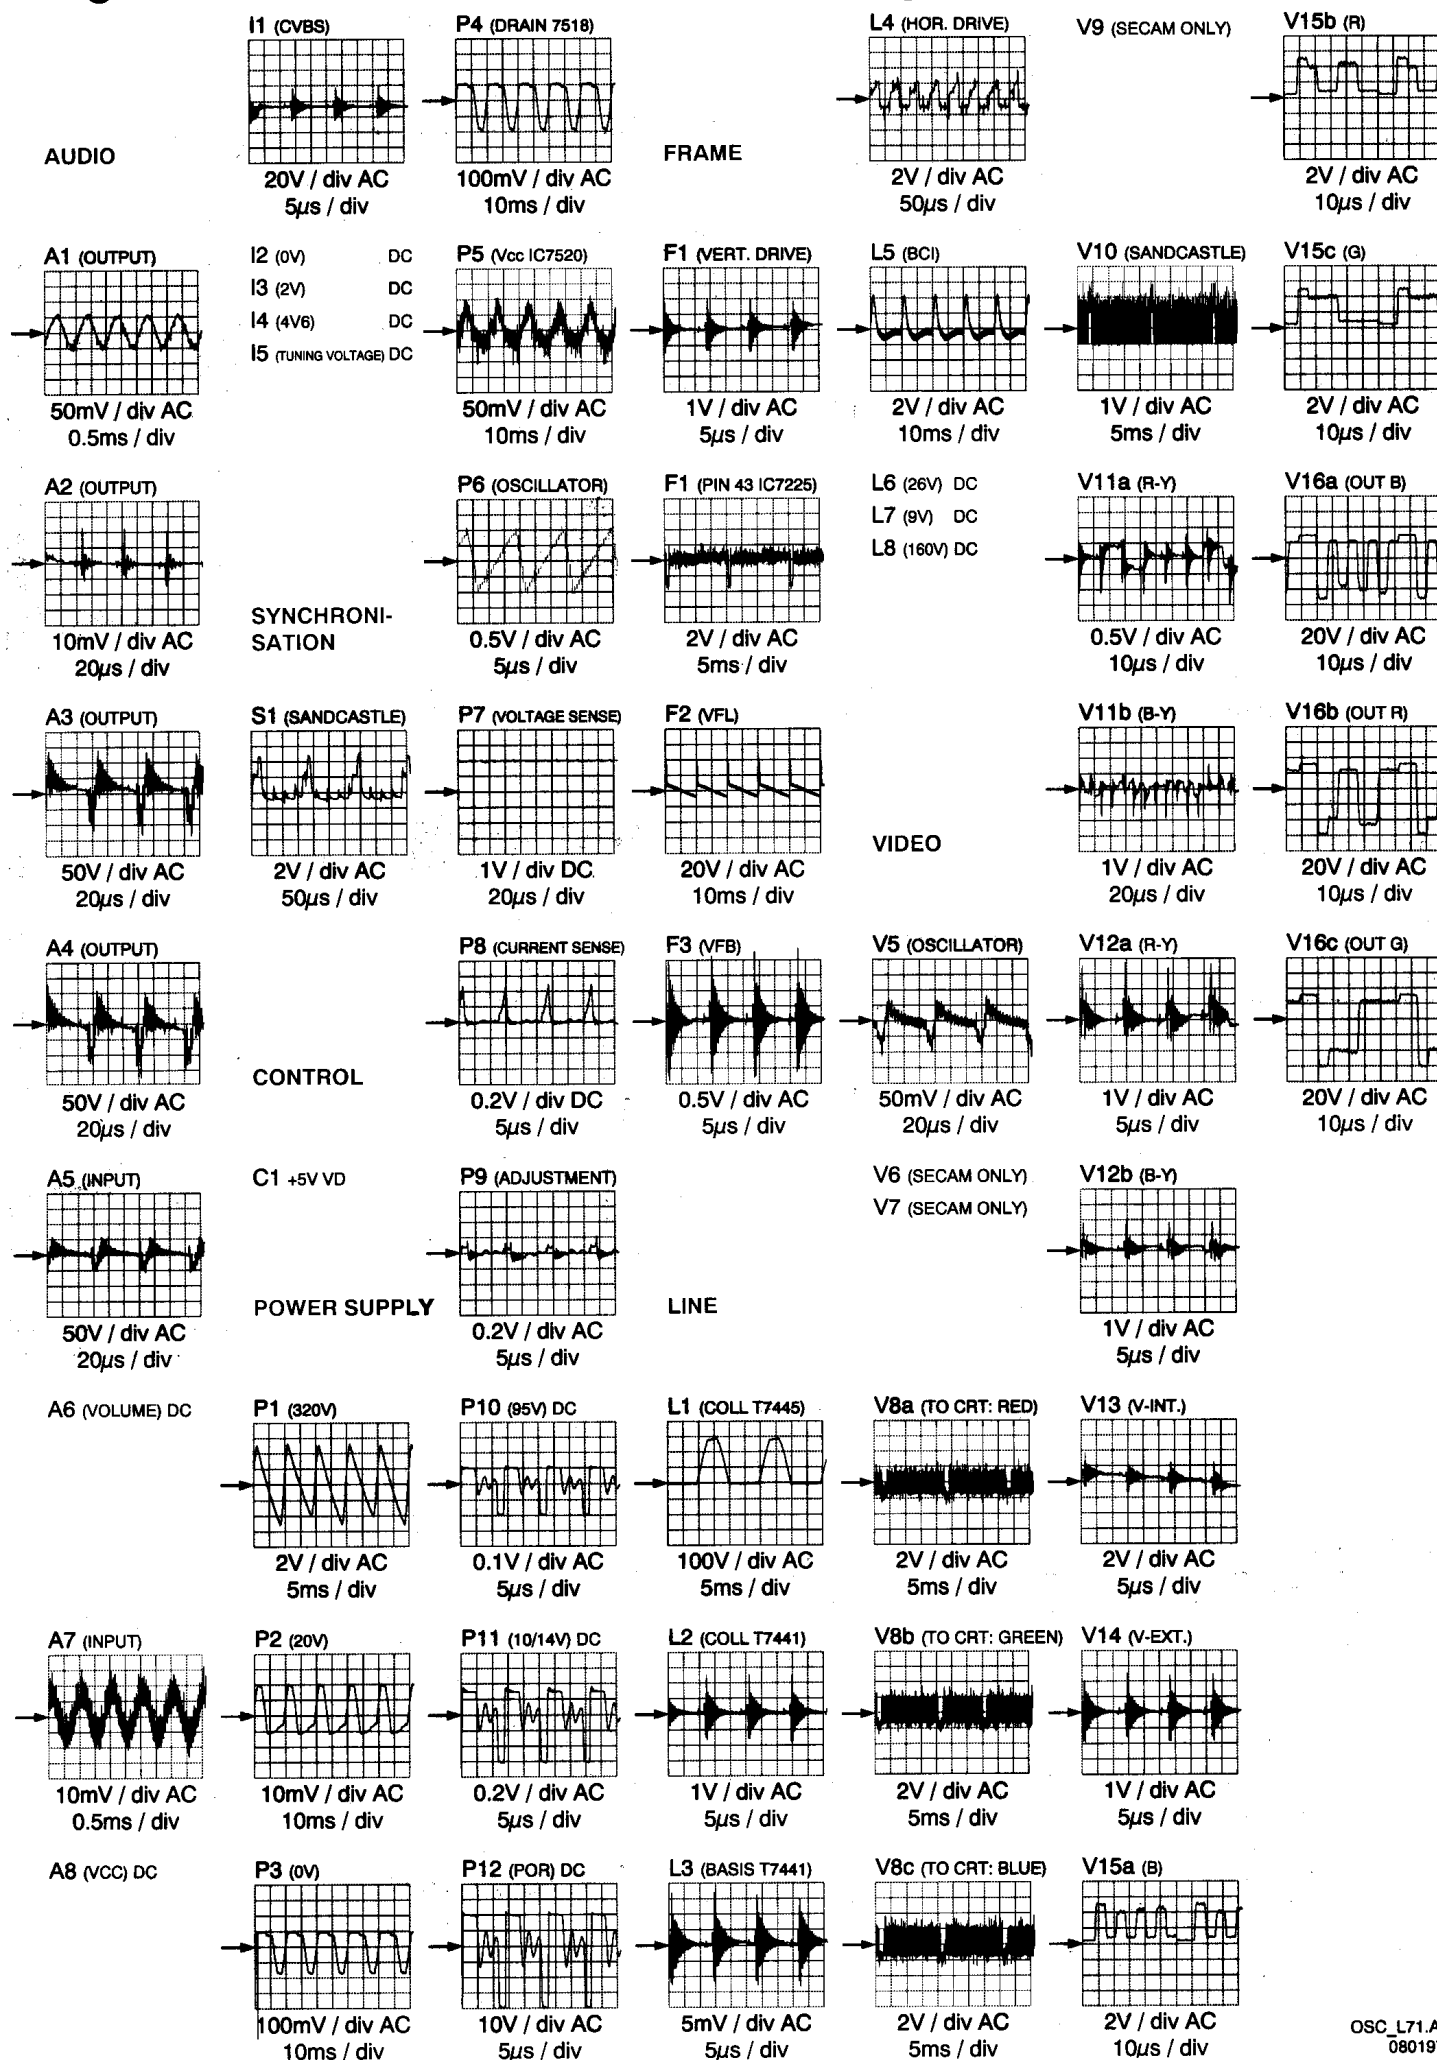 AUDIO
A1 (OUTPUT)
50mV / div AC
0.5ms / div
A2 (OUTPUT)
10mV / div AC
20µs / div
A3 (OUTPUT)
50V / div AC
20µs / div
A4 (OUTPUT)
50V / div AC
20µs / div
A5 (INPUT)
50V / div AC
20µs / div
A6 (VOLUME) DC
A7 (INPUT)
10mV / div AC
0.5ms / div
A8 (VCC) DC
I1 (CVBS)
20V / div AC
5µs / div
I2 (0V) DC
I3 (2V) DC
I4 (4V6) DC
I5 (TUNING VOLTAGE) DC
SYNCHRONI-
SATION
S1 (SANDCASTLE)
2V / div AC
50µs / div
CONTROL
C1 +5V VD
POWER SUPPLY
P1 (320V)
2V / div AC
5ms / div
P2 (20V)
10mV / div AC
10ms / div
P3 (0V)
100mV / div AC
10ms / div
P4 (DRAIN 7518)
100mV / div AC
10ms / div
P5 (Vcc IC7520)
50mV / div AC
10ms / div
P6 (OSCILLATOR)
0.5V / div AC
5µs / div
P7 (VOLTAGE SENSE)
1V / div DC
20µs / div
P8 (CURRENT SENSE)
0.2V / div DC
5µs / div
P9 (ADJUSTMENT)
0.2V / div AC
5µs / div
P10 (95V) DC
0.1V / div AC
5µs / div
P11 (10/14V) DC
0.2V / div AC
5µs / div
P12 (POR) DC
10V / div AC
5µs / div
FRAME
F1 (VERT. DRIVE)
1V / div AC
5µs / div
F1 (PIN 43 IC7225)
2V / div AC
5ms / div
F2 (VFL)
20V / div AC
10ms / div
F3 (VFB)
0.5V / div AC
5µs / div
LINE
L1 (COLL T7445)
100V / div AC
5ms / div
L2 (COLL T7441)
1V / div AC
5µs / div
L3 (BASIS T7441)
5mV / div AC
5µs / div
L4 (HOR. DRIVE)
2V / div AC
50µs / div
L5 (BCI)
2V / div AC
10ms / div
L6 (26V) DC
L7 (9V) DC
L8 (160V) DC
VIDEO
V5 (OSCILLATOR)
50mV / div AC
20µs / div
V6 (SECAM ONLY)
V7 (SECAM ONLY)
V8a (TO CRT: RED)
2V / div AC
5ms / div
V8b (TO CRT: GREEN)
2V / div AC
5ms / div
V8c (TO CRT: BLUE)
2V / div AC
5ms / div
V9 (SECAM ONLY)
V10 (SANDCASTLE)
1V / div AC
5ms / div
V11a (R-Y)
0.5V / div AC
10µs / div
V11b (B-Y)
1V / div AC
20µs / div
V12a (R-Y)
1V / div AC
5µs / div
V12b (B-Y)
1V / div AC
5µs / div
V13 (V-INT.)
2V / div AC
5µs / div
V14 (V-EXT.)
1V / div AC
5µs / div
V15a (B)
2V / div AC
10µs / div
V15b (R)
2V / div AC
10µs / div
V15c (G)
2V / div AC
10µs / div
V16a (OUT B)
20V / div AC
10µs / div
V16b (OUT R)
20V / div AC
10µs / div
V16c (OUT G)
20V / div AC
10µs / div
OSC_L71.A
080197